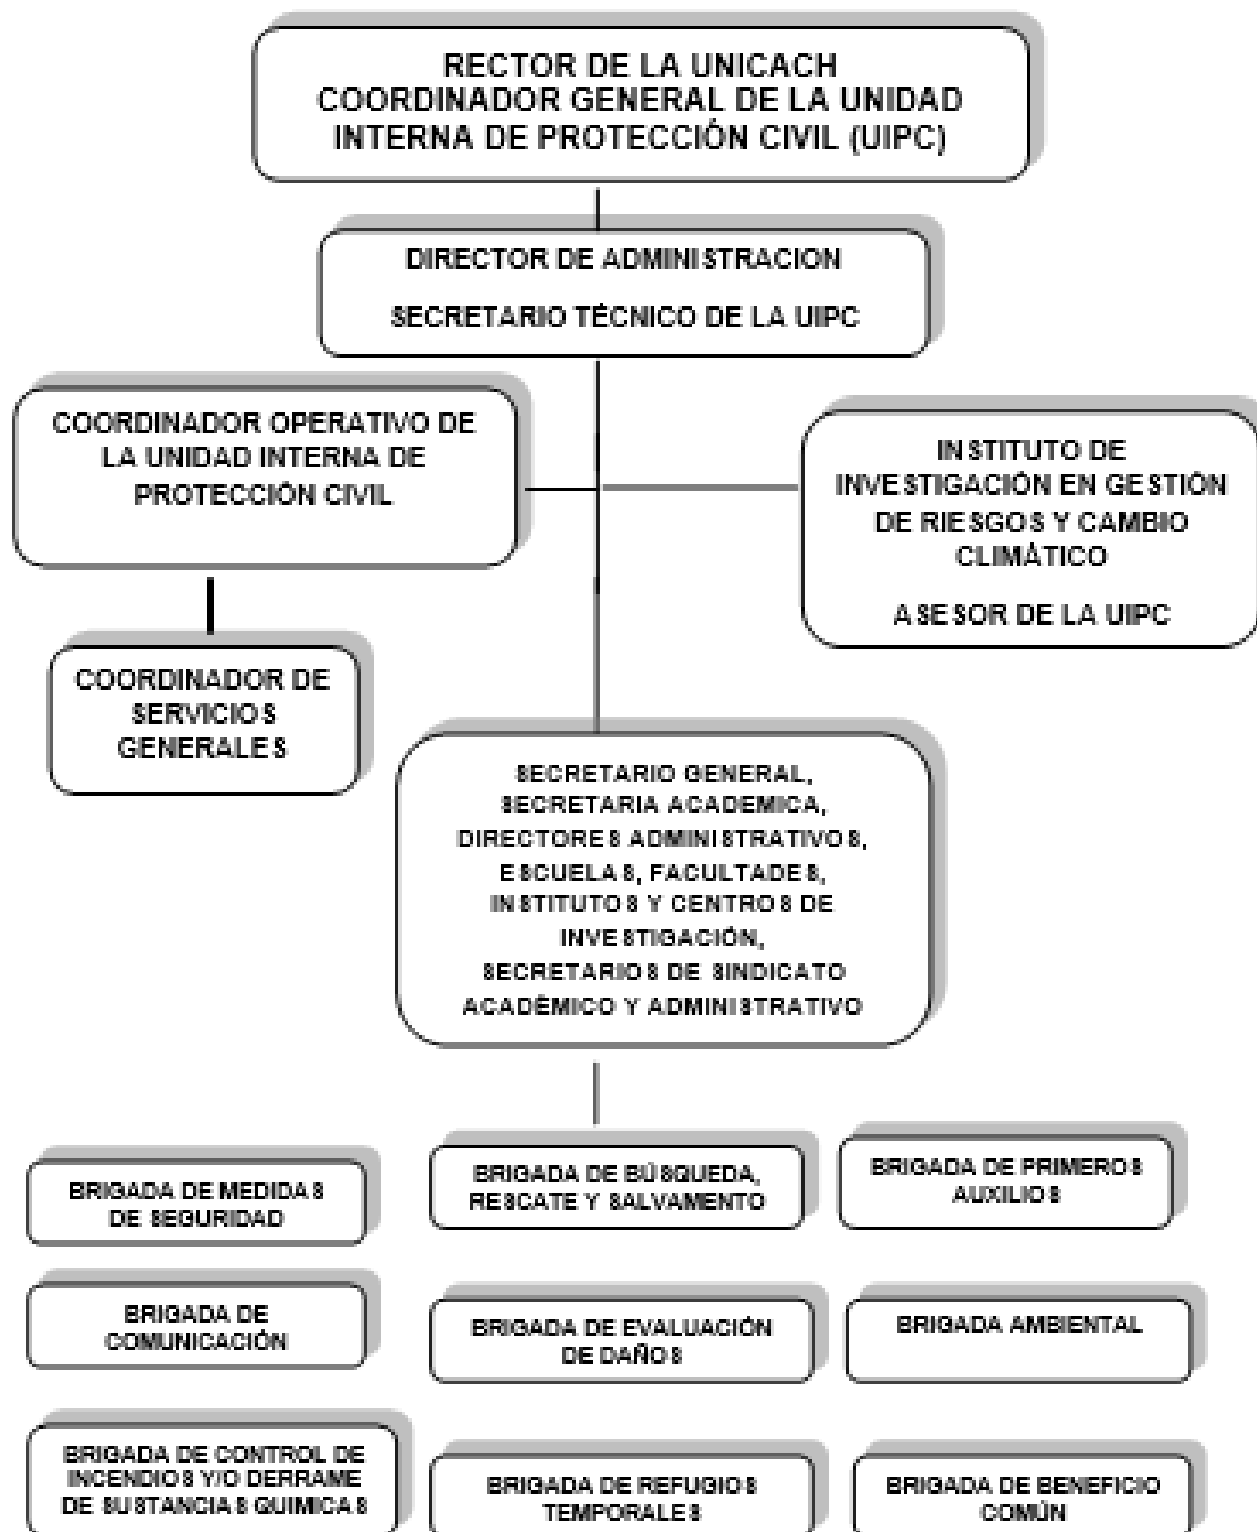 RECTOR DE LA UNICACH
COORDINADOR GENERAL DE LA UNIDAD
INTERNA DE PROTECCIÓN CIVIL (UIPC)
DIRECTOR DE ADMINISTRACION
SECRETARIO TÉCNICO DE LA UIPC
COORDINADOR OPERATIVO DE
LA UNIDAD INTERNA DE
PROTECCIÓN CIVIL
INSTITUTO DE
INVESTIGACIÓN EN GESTIÓN
DE RIESGOS Y CAMBIO
CLIMÁTICO
ASESOR DE LA UIPC
COORDINADOR DE
SERVICIOS
GENERALES
SECRETARIO GENERAL,
SECRETARIA ACADEMICA,
DIRECTORES ADMINISTRATIVOS,
ESCUELAS, FACULTADES,
INSTITUTOS Y CENTROS DE
INVESTIGACIÓN,
SECRETARIOS DE SINDICATO
ACADÉMICO Y ADMINISTRATIVO
BRIGADA DE MEDIDAS
DE SEGURIDAD
BRIGADA DE BÚSQUEDA,
RESCATE Y SALVAMENTO
BRIGADA DE PRIMEROS
AUXILIOS
BRIGADA DE
COMUNICACIÓN
BRIGADA DE EVALUACIÓN
DE DAÑOS
BRIGADA AMBIENTAL
BRIGADA DE CONTROL DE
INCENDIOS Y/O DERRAME
DE SUSTANCIAS QUIMICAS
BRIGADA DE REFUGIOS
TEMPORALES
BRIGADA DE BENEFICIO
COMÚN